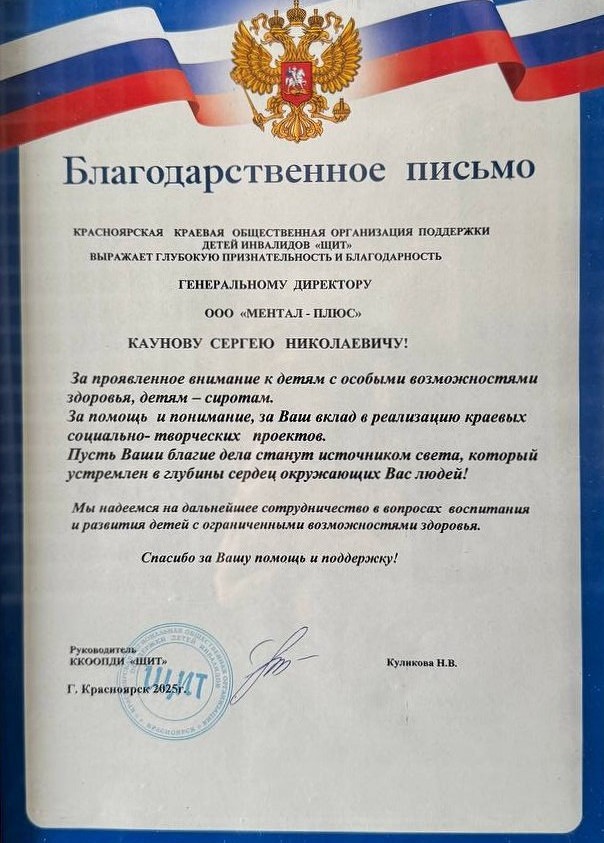 Благодарственное письмо
КРАСНОЯРСКАЯ КРАЕВАЯ ОБЩЕСТВЕННАЯ ОРГАНИЗАЦИЯ ПОДДЕРЖКИ
ДЕТЕЙ ИНВАЛИДОВ «ЩИТ»
ВЫРАЖАЕТ ГЛУБОКУЮ ПРИЗНАТЕЛЬНОСТЬ И БЛАГОДАРНОСТЬ
ГЕНЕРАЛЬНОМУ ДИРЕКТОРУ
ООО «МЕНТАЛ - ПЛЮС»
КАУНОВУ СЕРГЕЮ НИКОЛАЕВИЧУ!
За проявленное внимание к детям с особыми возможностями
здоровья, детям – сиротам.
За помощь и понимание, за Ваш вклад в реализацию краевых
социально- творческих проектов.
Пусть Ваши благие дела станут источником света, который
устремлен в глубины сердец окружающих Вас людей!
Мы надеемся на дальнейшее сотрудничество в вопросах воспитания
и развития детей с ограниченными возможностями здоровья.
Спасибо за Вашу помощь и поддержку!
Руководитель
ККООПДИ «ЩИТ»
Куликова Н.В.
Г. Красноярск 2025г.
ЩИТ